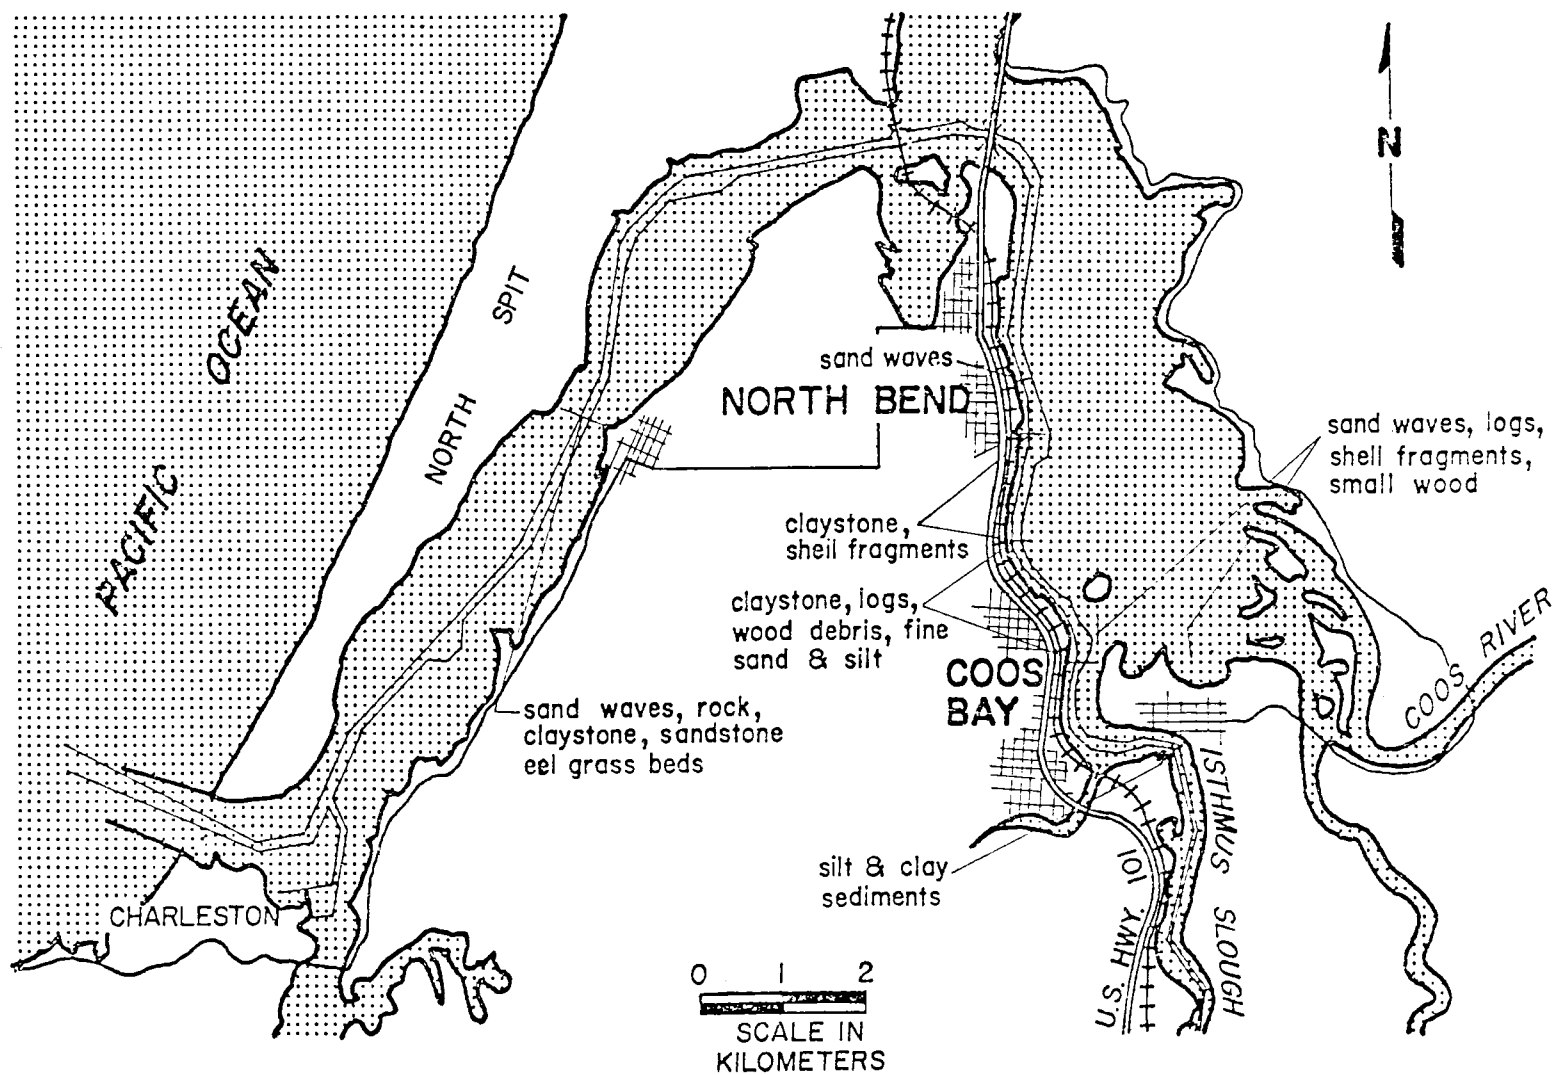 N
PACIFIC OCEAN
NORTH SPIT
sand waves
NORTH BEND
sand waves, logs,
shell fragments,
small wood
claystone,
shell fragments
claystone, logs,
wood debris, fine
sand & silt
COOS
BAY
COOS RIVER
sand waves, rock,
claystone, sandstone
eel grass beds
ISTHMUS SLOUGH
silt & clay
sediments
U.S. HWY 101
CHARLESTON
0 1 2
SCALE IN
KILOMETERS